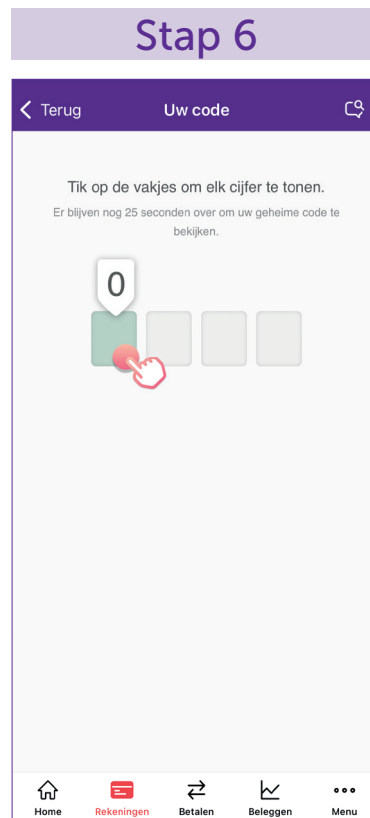 Stap 6
Terug
Uw code
Tik op de vakjes om elk cijfer te tonen.
Er blijven nog 25 seconden over om uw geheime code te
bekijken.
0
Home
Rekeningen
Betalen
Beleggen
Menu